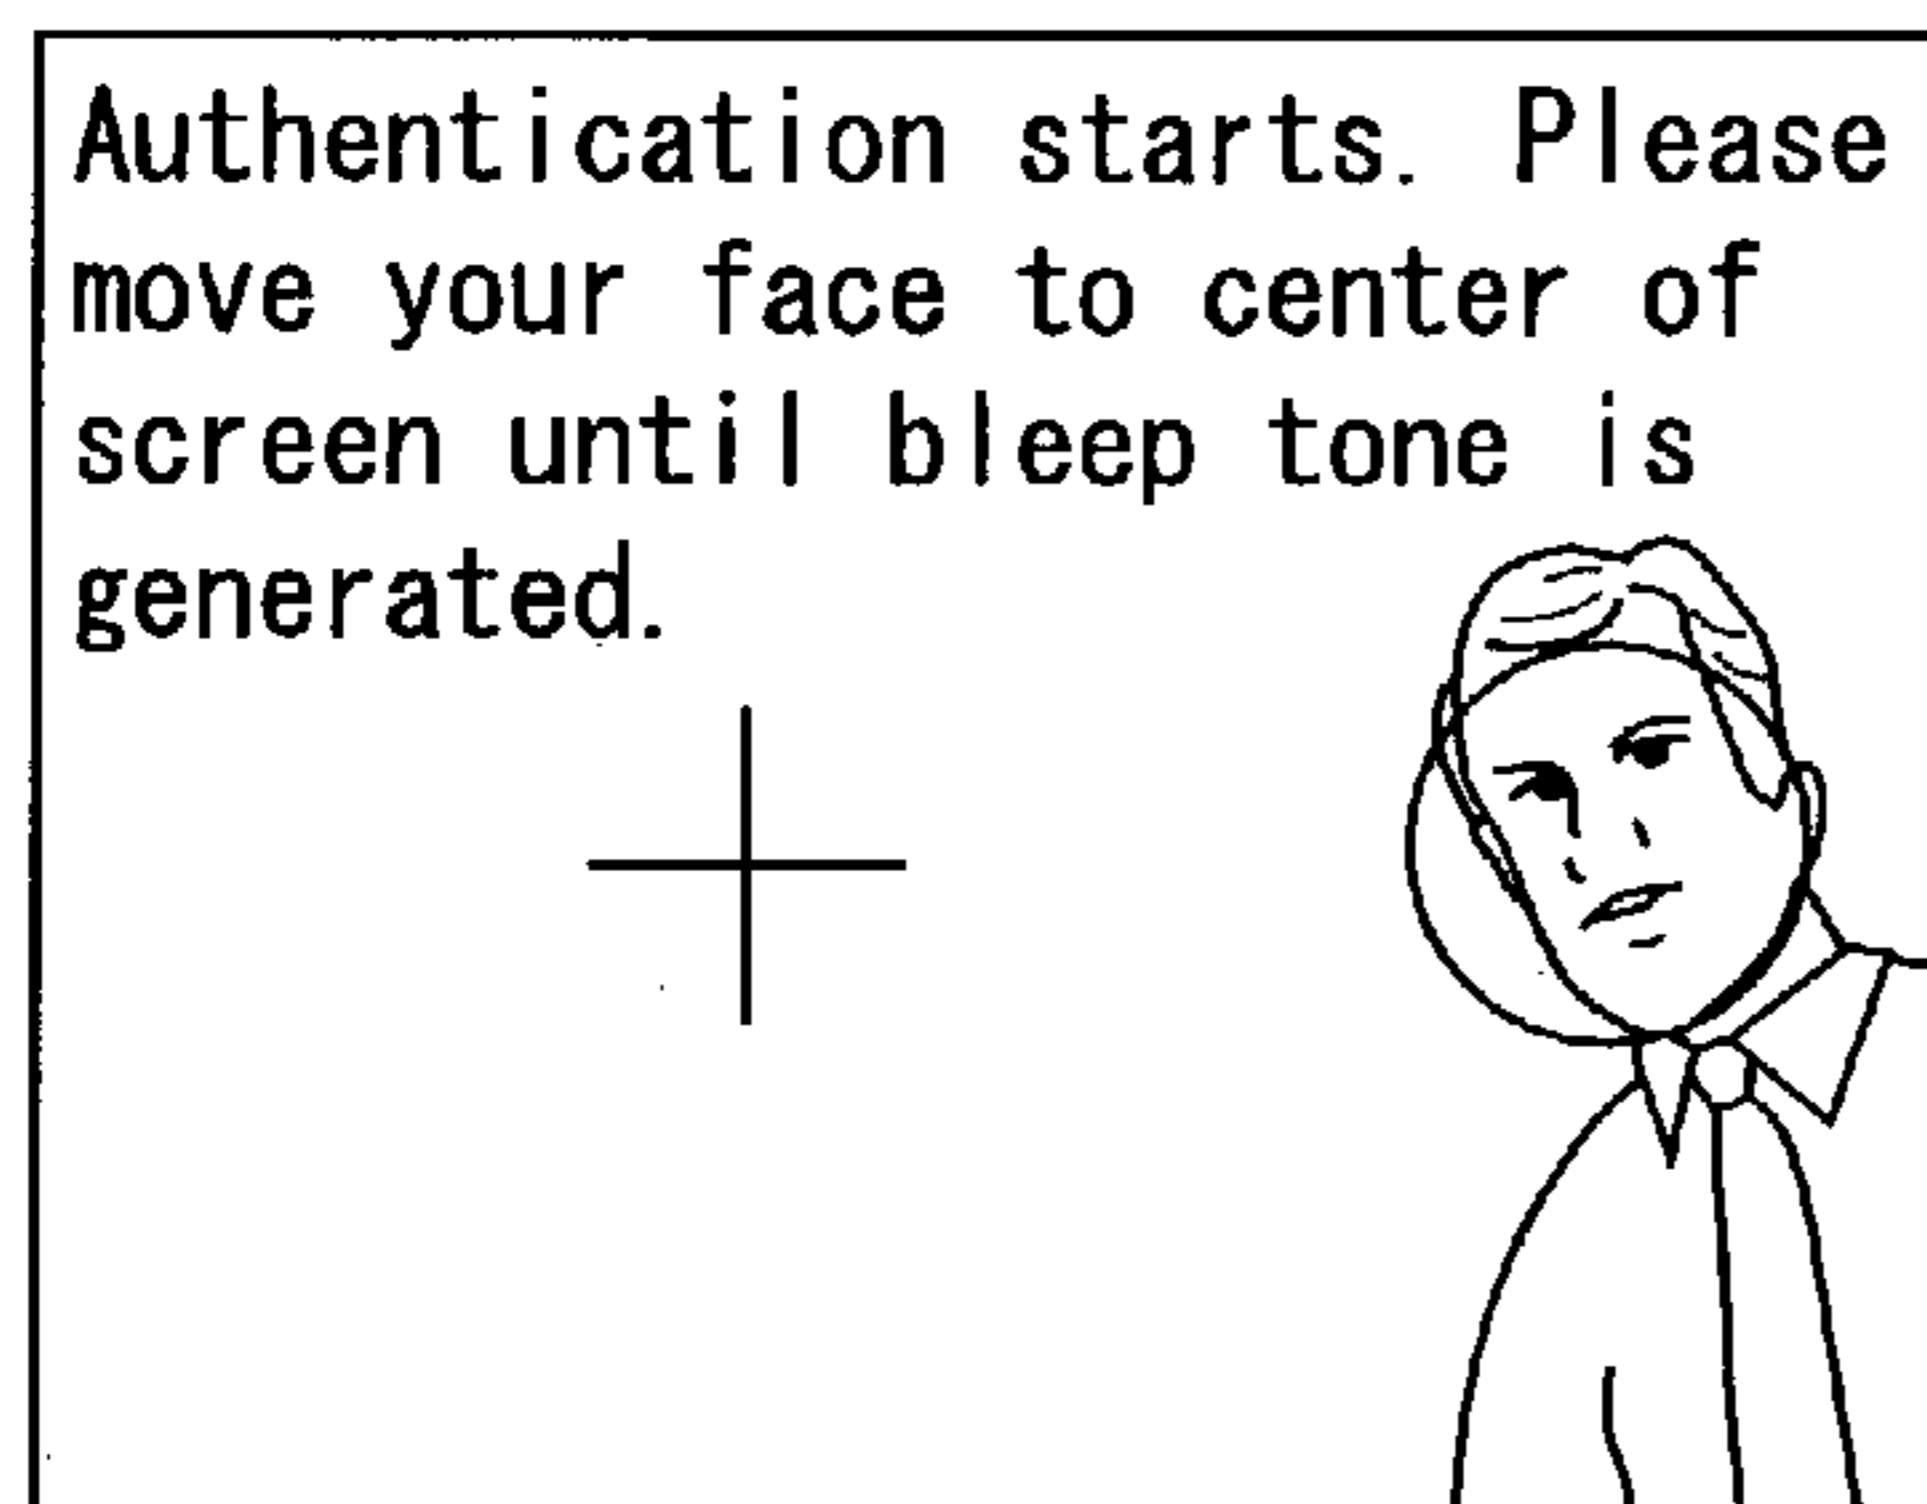 Authentication starts. Please
move your face to center of
screen until bleep tone is
generated.